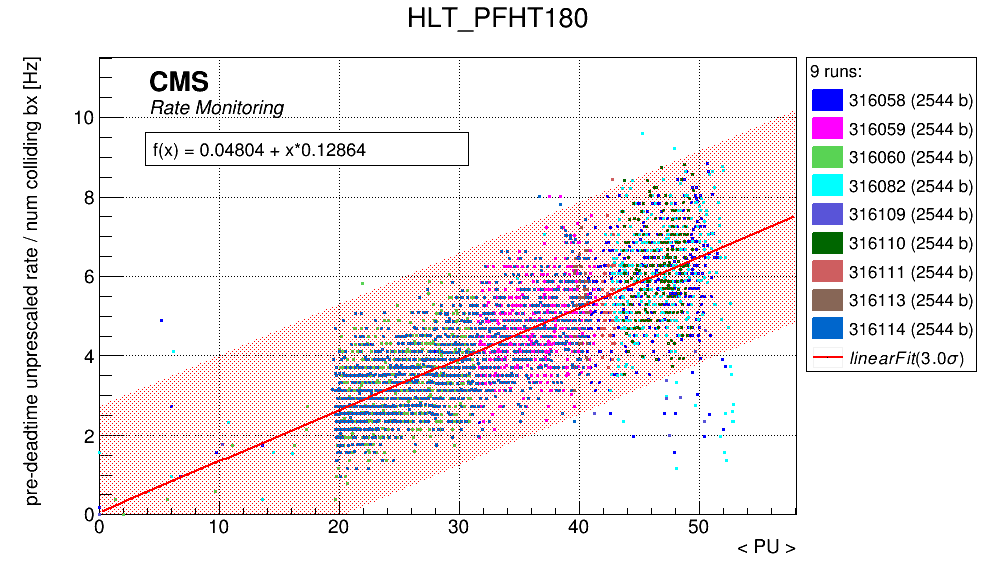 HLT_PFHT180
pre-deadtime unprescaled rate / num colliding bx [Hz]
CMS
Rate Monitoring
f(x) = 0.04804 + x*0.12864
10
8
6
4
2
0
0 10 20 30 40 50
< PU >
9 runs:
316058 (2544 b)
316059 (2544 b)
316060 (2544 b)
316082 (2544 b)
316109 (2544 b)
316110 (2544 b)
316111 (2544 b)
316113 (2544 b)
316114 (2544 b)
linearFit(3.0σ)